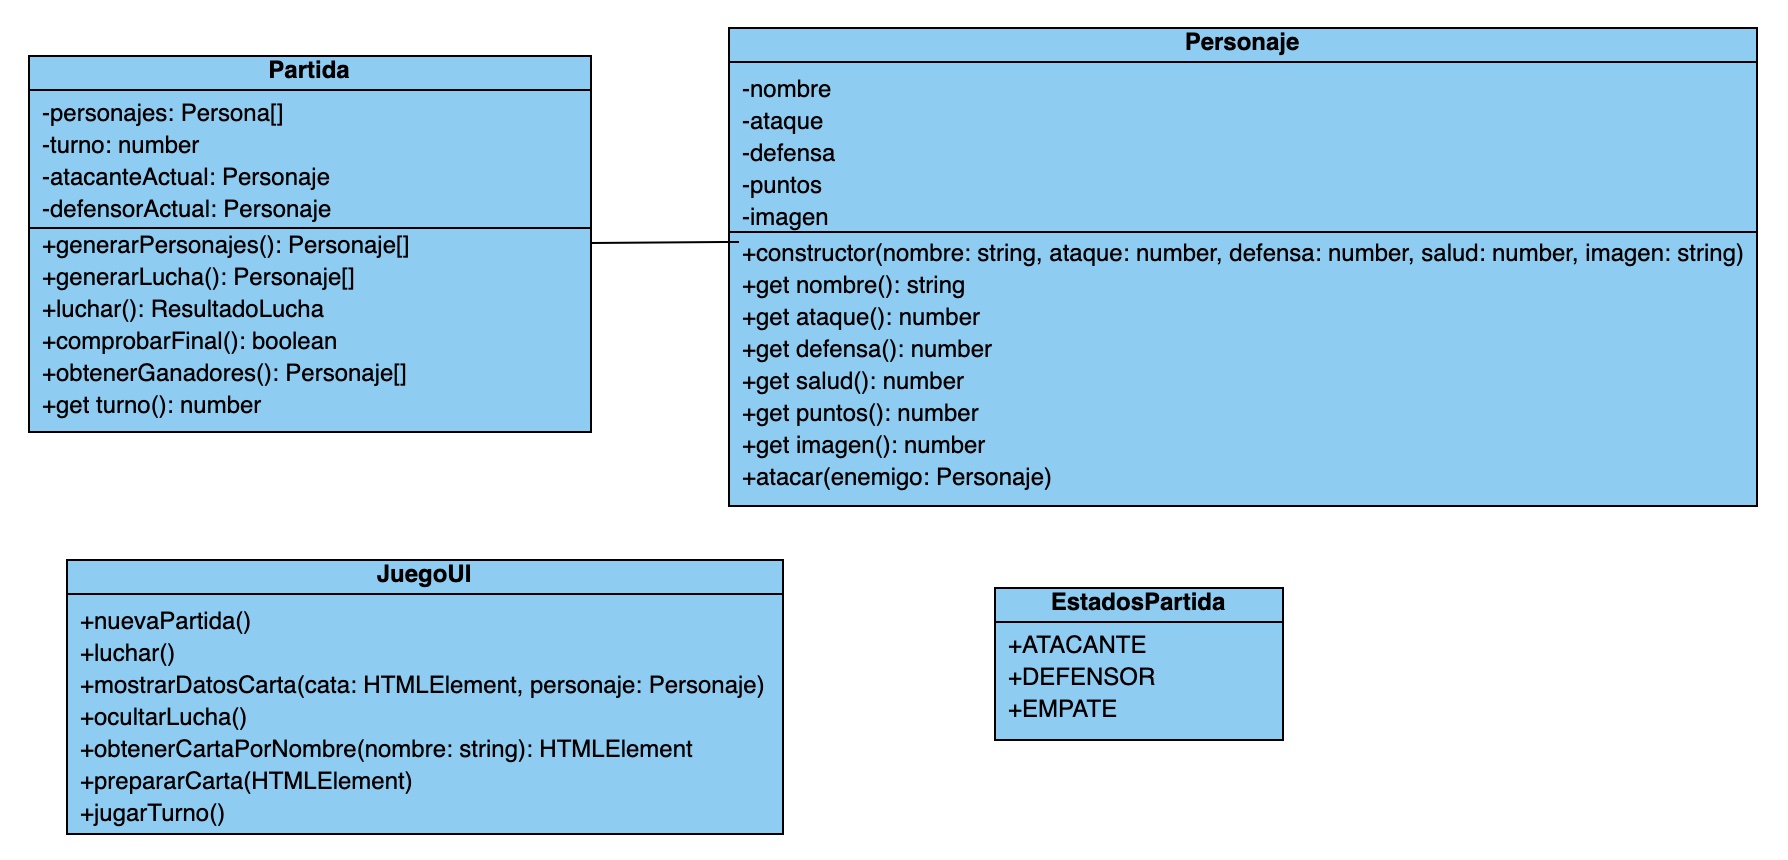 Partida
-personajes: Persona[]
-turno: number
-atacanteActual: Personaje
-defensorActual: Personaje
+generarPersonajes(): Personaje[]
+generarLucha(): Personaje[]
+luchar(): ResultadoLucha
+comprobarFinal(): boolean
+obtenerGanadores(): Personaje[]
+get turno(): number
Personaje
-nombre
-ataque
-defensa
-puntos
-imagen
+constructor(nombre: string, ataque: number, defensa: number, salud: number, imagen: string)
+get nombre(): string
+get ataque(): number
+get defensa(): number
+get salud(): number
+get puntos(): number
+get imagen(): number
+atacar(enemigo: Personaje)
JuegoUI
+nuevaPartida()
+luchar()
+mostrarDatosCarta(cata: HTMLElement, personaje: Personaje)
+ocultarLucha()
+obtenerCartaPorNombre(nombre: string): HTMLElement
+prepararCarta(HTMLElement)
+jugarTurno()
EstadosPartida
+ATACANTE
+DEFENSOR
+EMPATE